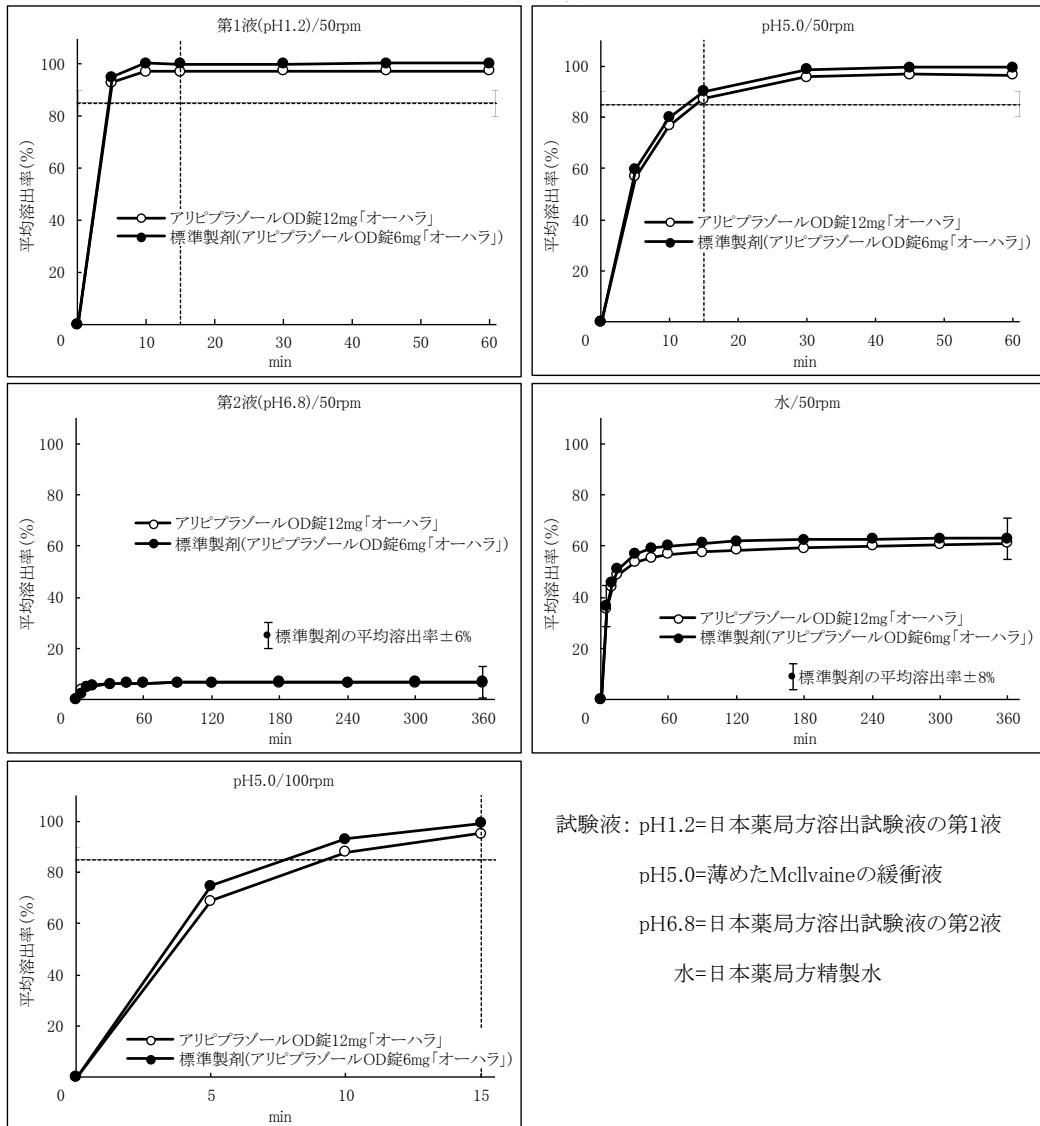 第1液(pH1.2)/50rpm
平均溶出率(%)
100
80
60
40
20
0
アリピプラゾールOD錠12mg「オーハラ」
標準製剤(アリピプラゾールOD錠6mg「オーハラ」)
10 20 30 40 50 60
min
pH5.0/50rpm
平均溶出率(%)
100
80
60
40
20
0
アリピプラゾールOD錠12mg「オーハラ」
標準製剤(アリピプラゾールOD錠6mg「オーハラ」)
10 20 30 40 50 60
min
第2液(pH6.8)/50rpm
平均溶出率(%)
100
80
60
40
20
0
アリピプラゾールOD錠12mg「オーハラ」
標準製剤(アリピプラゾールOD錠6mg「オーハラ」)
標準製剤の平均溶出率±6%
60 120 180 240 300 360
min
水/50rpm
平均溶出率(%)
100
80
60
40
20
0
アリピプラゾールOD錠12mg「オーハラ」
標準製剤(アリピプラゾールOD錠6mg「オーハラ」)
標準製剤の平均溶出率±8%
60 120 180 240 300 360
min
pH5.0/100rpm
平均溶出率(%)
100
80
60
40
20
0
アリピプラゾールOD錠12mg「オーハラ」
標準製剤(アリピプラゾールOD錠6mg「オーハラ」)
5 10 15
min
試験液: pH1.2=日本薬局方溶出試験液の第1液
pH5.0=薄めたMcllvaineの緩衝液
pH6.8=日本薬局方溶出試験液の第2液
水=日本薬局方精製水